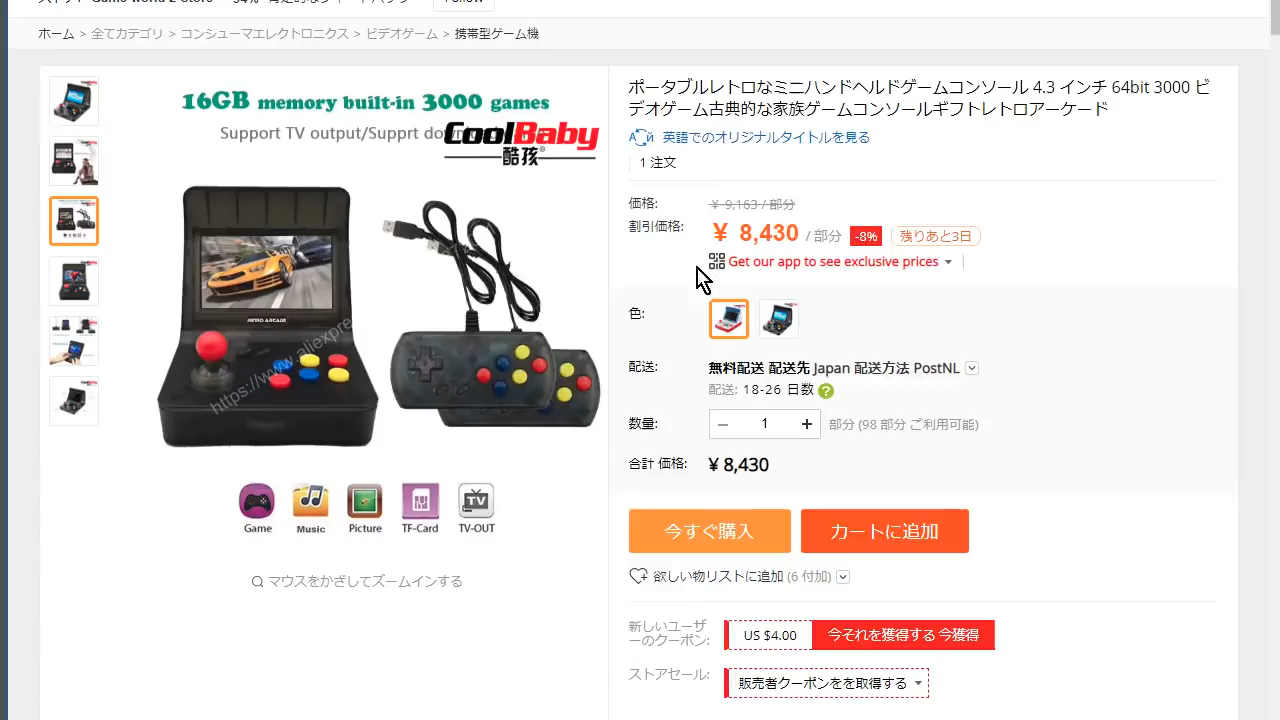 ホーム > 全てカテゴリ > コンシューマエレクトロニクス > ビデオゲーム > 携帯型ゲーム機
16GB memory built-in 3000 games
Support TV output/Supprt
CoolBaby
酷孩
RETRO ARCADE
https://www.aliexpre
Game
Music
Picture
TF-Card
TV
TV-OUT
マウスをかざしてズームインする
ポータブルレトロなミニハンドヘルドゲームコンソール 4.3 インチ 64bit 3000 ビ
デオゲーム古典的な家族ゲームコンソールギフトレトロアーケード
英語でのオリジナルタイトルを見る
1 注文
価格: ￥ 9,163 / 部分
割引価格: ￥ 8,430 / 部分 -8% 残りあと3日
Get our app to see exclusive prices
色:
配送: 無料配送 配送先 Japan 配送方法 PostNL
配送: 18-28 日数 ?
数量: − 1 + 部分 (98 部分 ご利用可能)
合計 価格: ￥ 8,430
今すぐ購入 カートに追加
欲しい物リストに追加 (6 付加)
新しいユーザ
ーのクーポン: US $4.00 今それを獲得する 今獲得
ストアセール: 販売者クーポンをを取得する